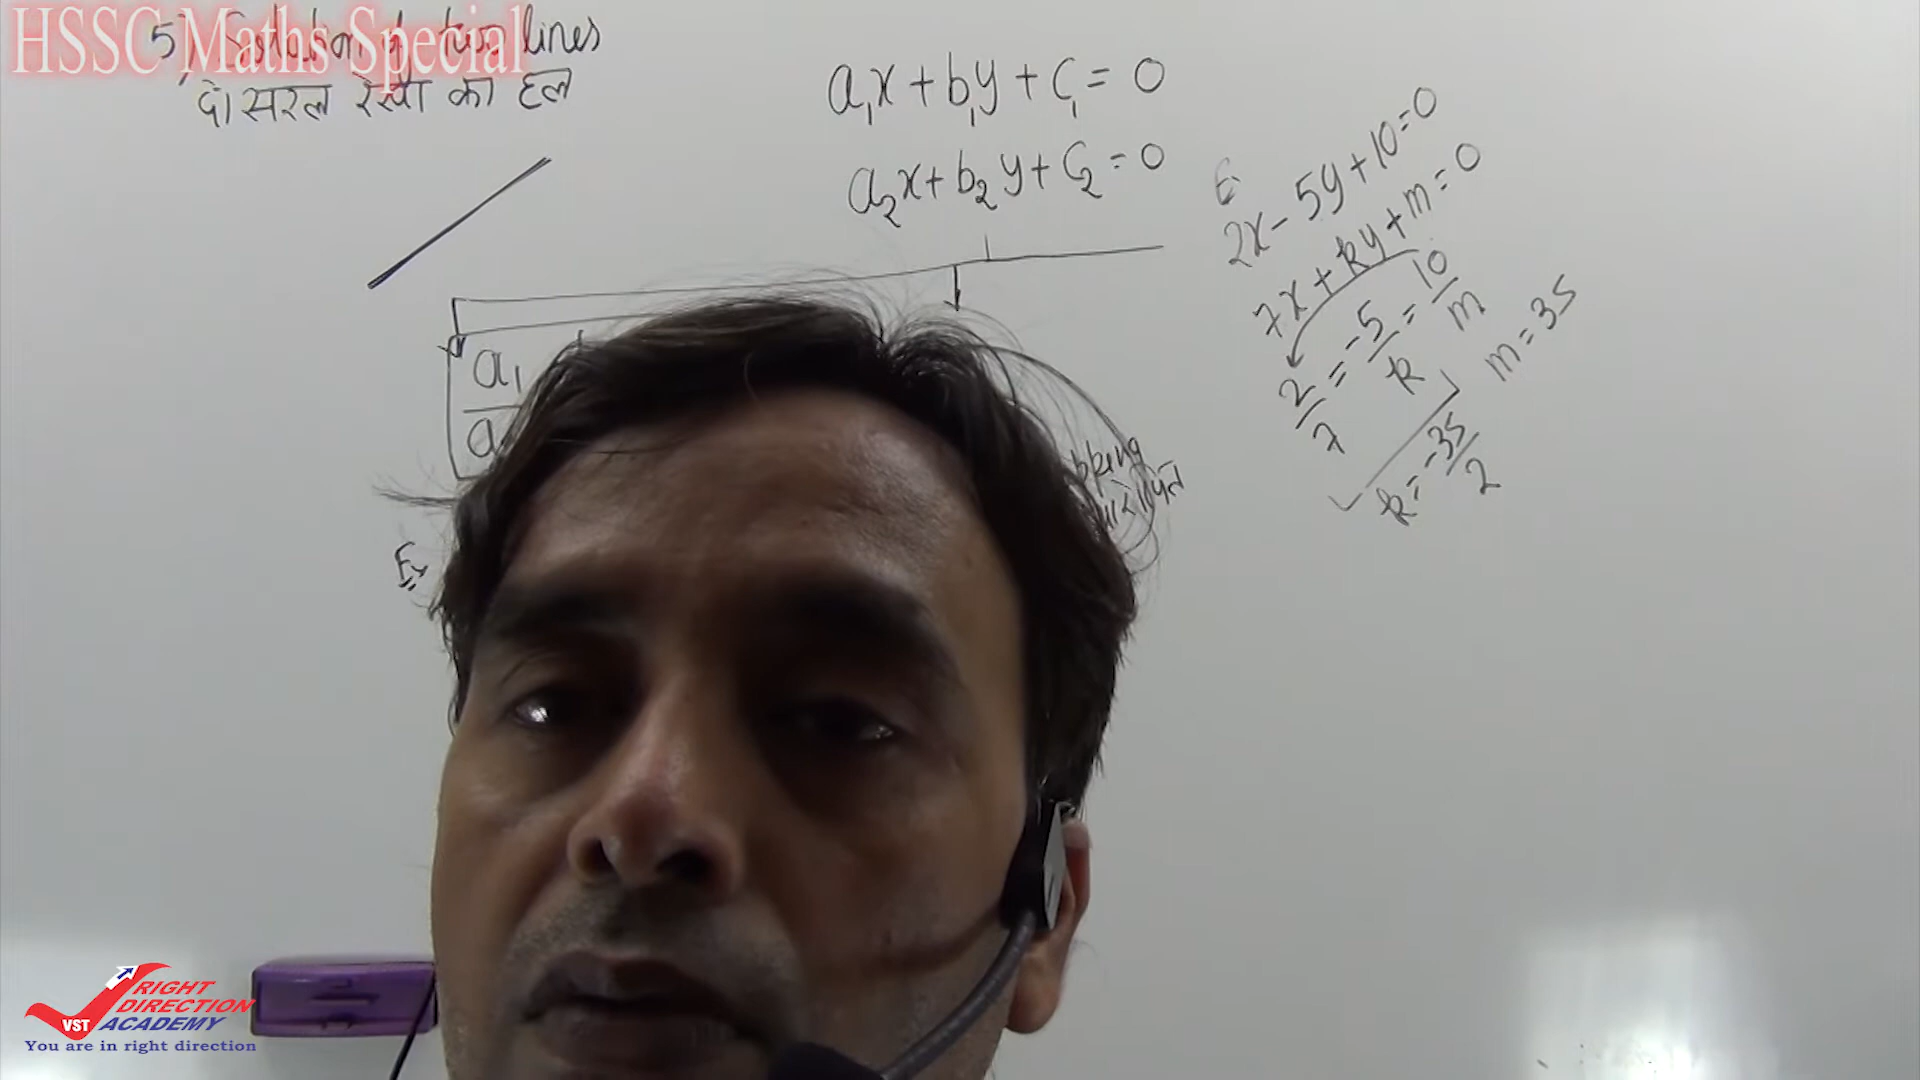 HSSC Maths Special
5) Solution of two lines
दो सरल रेखा का हल
a₁x + b₁y + c₁ = 0
a₂x + b₂y + c₂ = 0
a₁
a
Ex
2x - 5y + 10 = 0
7x + ky + m = 0
2/7 = -5/k = 10/m
m = 35
k = -35/2
VST
RIGHT
DIRECTION
ACADEMY
You are in right direction